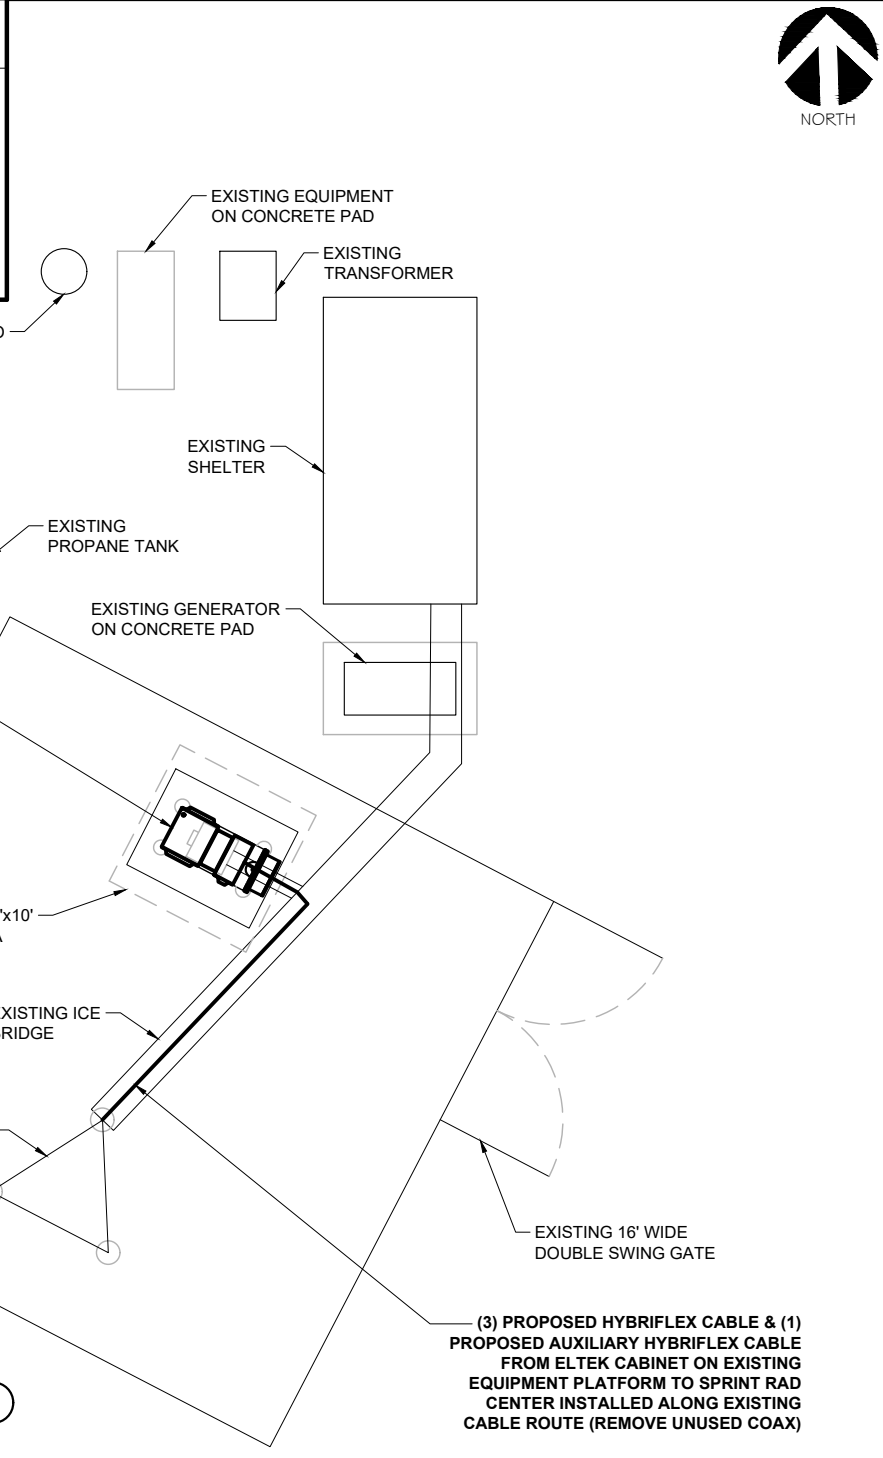 NORTH
EXISTING EQUIPMENT
ON CONCRETE PAD
EXISTING
TRANSFORMER
EXISTING
SHELTER
EXISTING
PROPANE TANK
EXISTING GENERATOR
ON CONCRETE PAD
'x10'
EXISTING ICE
BRIDGE
EXISTING 16' WIDE
DOUBLE SWING GATE
(3) PROPOSED HYBRIFLEX CABLE & (1)
PROPOSED AUXILIARY HYBRIFLEX CABLE
FROM ELTEK CABINET ON EXISTING
EQUIPMENT PLATFORM TO SPRINT RAD
CENTER INSTALLED ALONG EXISTING
CABLE ROUTE (REMOVE UNUSED COAX)